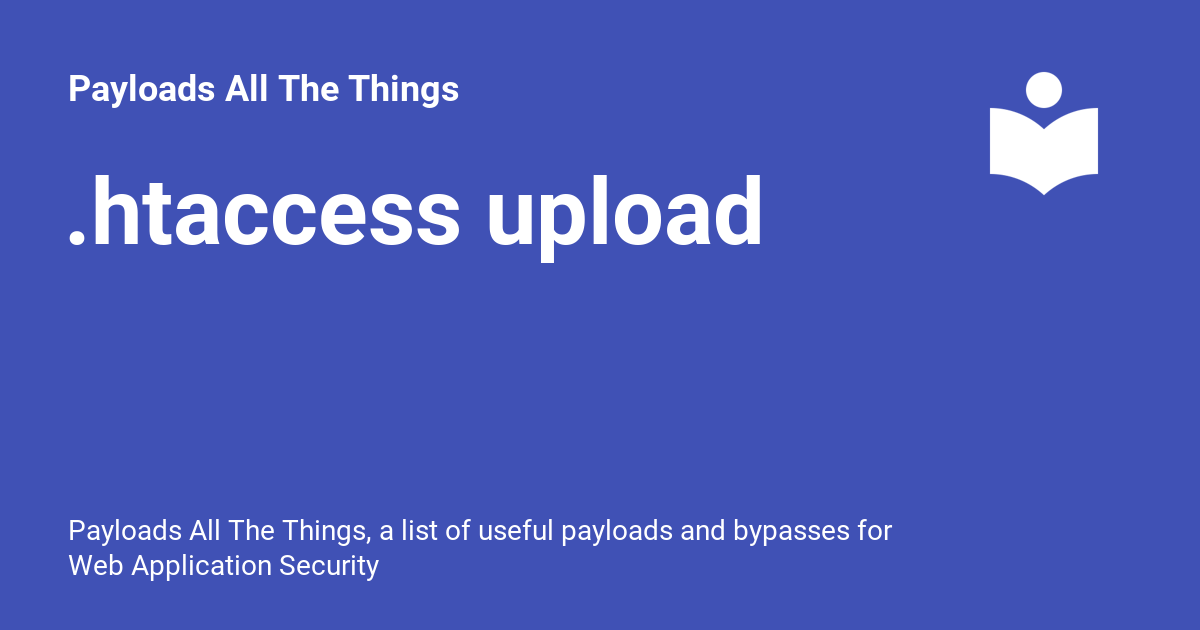 Payloads All The Things
.htaccess upload
Payloads All The Things, a list of useful payloads and bypasses for
Web Application Security